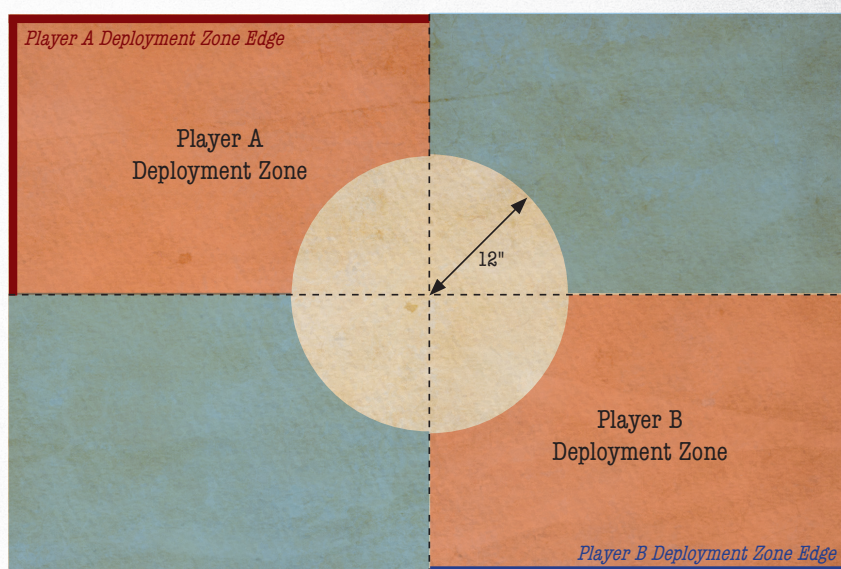 Player A Deployment Zone Edge
Player A
Deployment Zone
12"
Player B
Deployment Zone
Player B Deployment Zone Edge